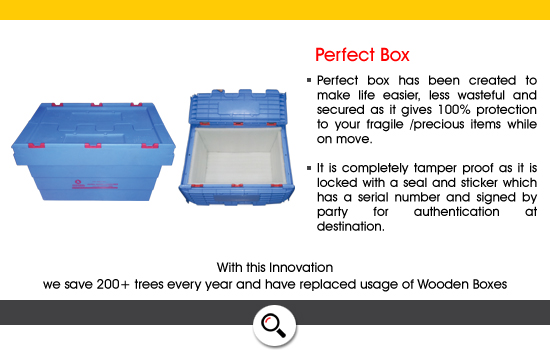 Perfect Box
Perfect box has been created to
make life easier, less wasteful and
secured as it gives 100% protection
to your fragile /precious items while
on move.
It is completely tamper proof as it is
locked with a seal and sticker which
has a serial number and signed by
party for authentication at
destination.
With this Innovation
we save 200+ trees every year and have replaced usage of Wooden Boxes